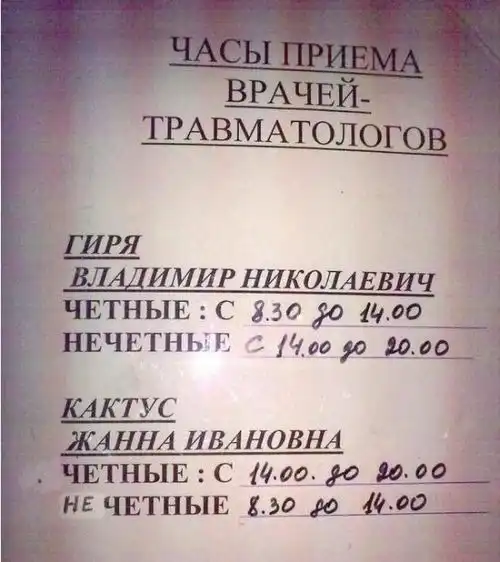 ЧАСЫ ПРИЕМА
ВРАЧЕЙ-
ТРАВМАТОЛОГОВ
ГИРЯ
ВЛАДИМИР НИКОЛАЕВИЧ
ЧЕТНЫЕ : С 8.30 до 14.00
НЕЧЕТНЫЕ С 14.00 до 20.00
КАКТУС
ЖАННА ИВАНОВНА
ЧЕТНЫЕ : С 14.00. до 20.00
НЕ ЧЕТНЫЕ 8.30 до 14.00